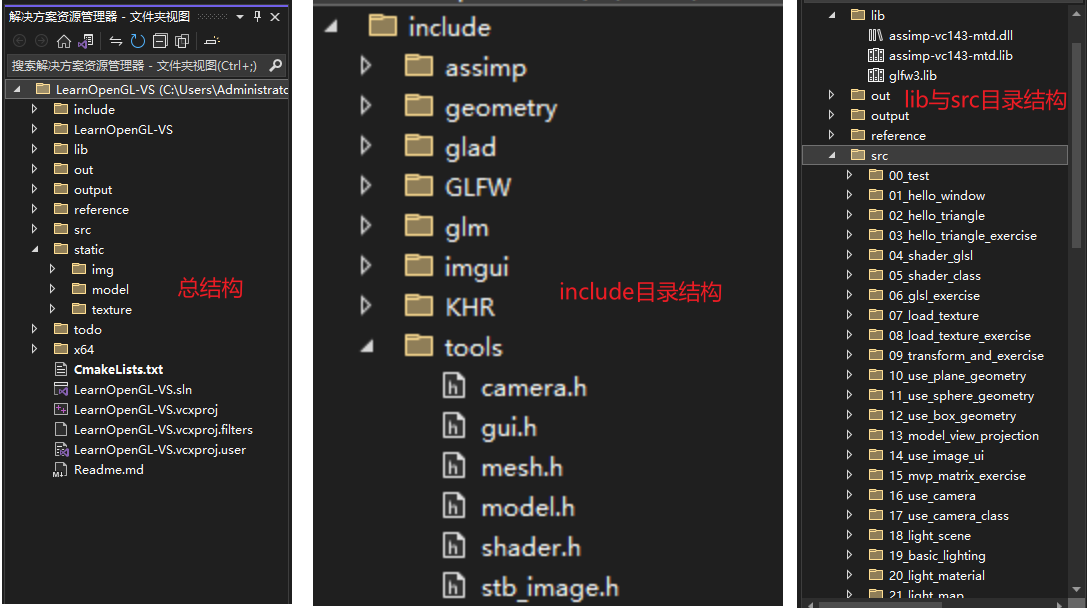 解决方案资源管理器 - 文件夹视图
搜索解决方案资源管理器 - 文件夹视图(Ctrl+;)
LearnOpenGL-VS (C:\Users\Administrato
include
LearnOpenGL-VS
lib
out
output
reference
src
static
img
model
texture
todo
x64
CmakeLists.txt
LearnOpenGL-VS.sln
LearnOpenGL-VS.vcxproj
LearnOpenGL-VS.vcxproj.filters
LearnOpenGL-VS.vcxproj.user
Readme.md
总结构
include
assimp
geometry
glad
GLFW
glm
imgui
KHR
tools
camera.h
gui.h
mesh.h
model.h
shader.h
stb_image.h
include目录结构
lib
assimp-vc143-mtd.dll
assimp-vc143-mtd.lib
glfw3.lib
out
output
reference
src
00_test
01_hello_window
02_hello_triangle
03_hello_triangle_exercise
04_shader_glsl
05_shader_class
06_glsl_exercise
07_load_texture
08_load_texture_exercise
09_transform_and_exercise
10_use_plane_geometry
11_use_sphere_geometry
12_use_box_geometry
13_model_view_projection
14_use_image_ui
15_mvp_matrix_exercise
16_use_camera
17_use_camera_class
18_light_scene
19_basic_lighting
20_light_material
21_light_map
lib与src目录结构